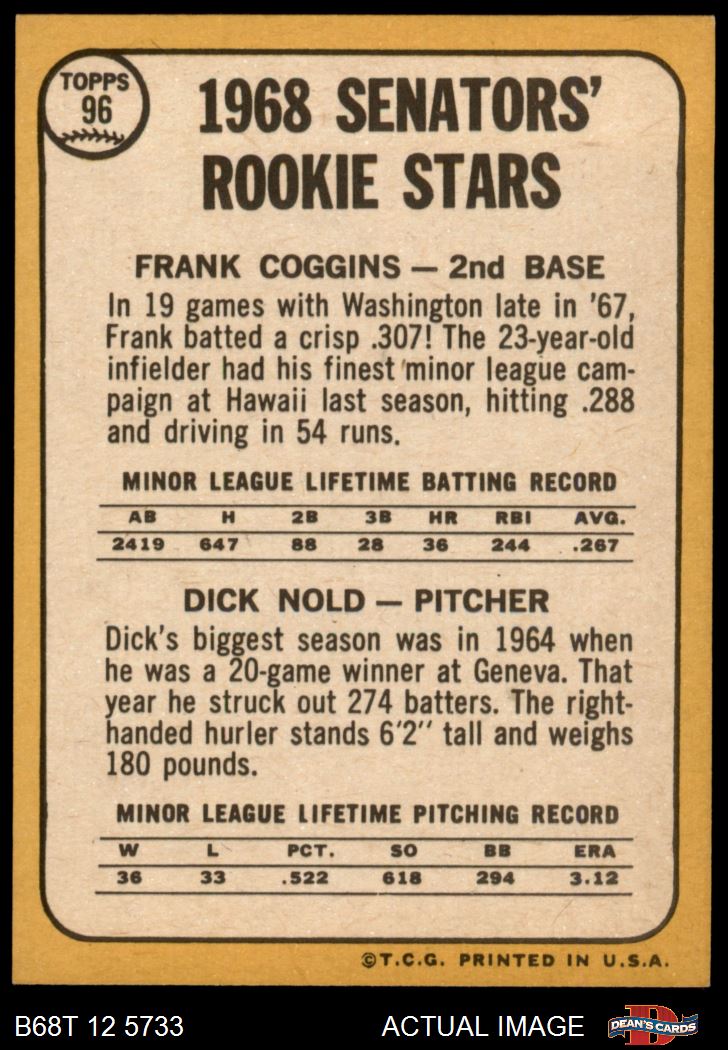 TOPPS
96
1968 SENATORS'
ROOKIE STARS
FRANK COGGINS — 2nd BASE
In 19 games with Washington late in '67,
Frank batted a crisp .307! The 23-year-old
infielder had his finest minor league cam-
paign at Hawaii last season, hitting .288
and driving in 54 runs.
MINOR LEAGUE LIFETIME BATTING RECORD
AB H 2B 3B HR RBI AVG.
2419 647 88 28 36 244 .267
DICK NOLD — PITCHER
Dick's biggest season was in 1964 when
he was a 20-game winner at Geneva. That
year he struck out 274 batters. The right-
handed hurler stands 6'2'' tall and weighs
180 pounds.
MINOR LEAGUE LIFETIME PITCHING RECORD
W L PCT. SO BB ERA
36 33 .522 618 294 3.12
©T.C.G. PRINTED IN U.S.A.
B68T 12 5733 ACTUAL IMAGE D DEAN'S CARDS